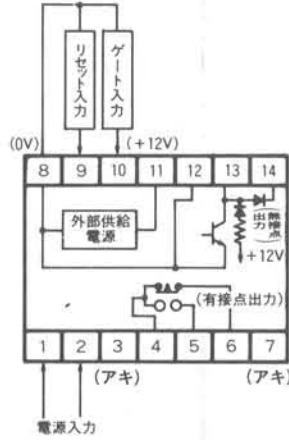 リセット入力
ゲート入力
(0V)
(+12V)
8 9 10 11 12 13 14
外部供給
電源
(無接点
出力)
+12V
(有接点出力)
1 2 3 4 5 6 7
(アキ)
(アキ)
電源入力